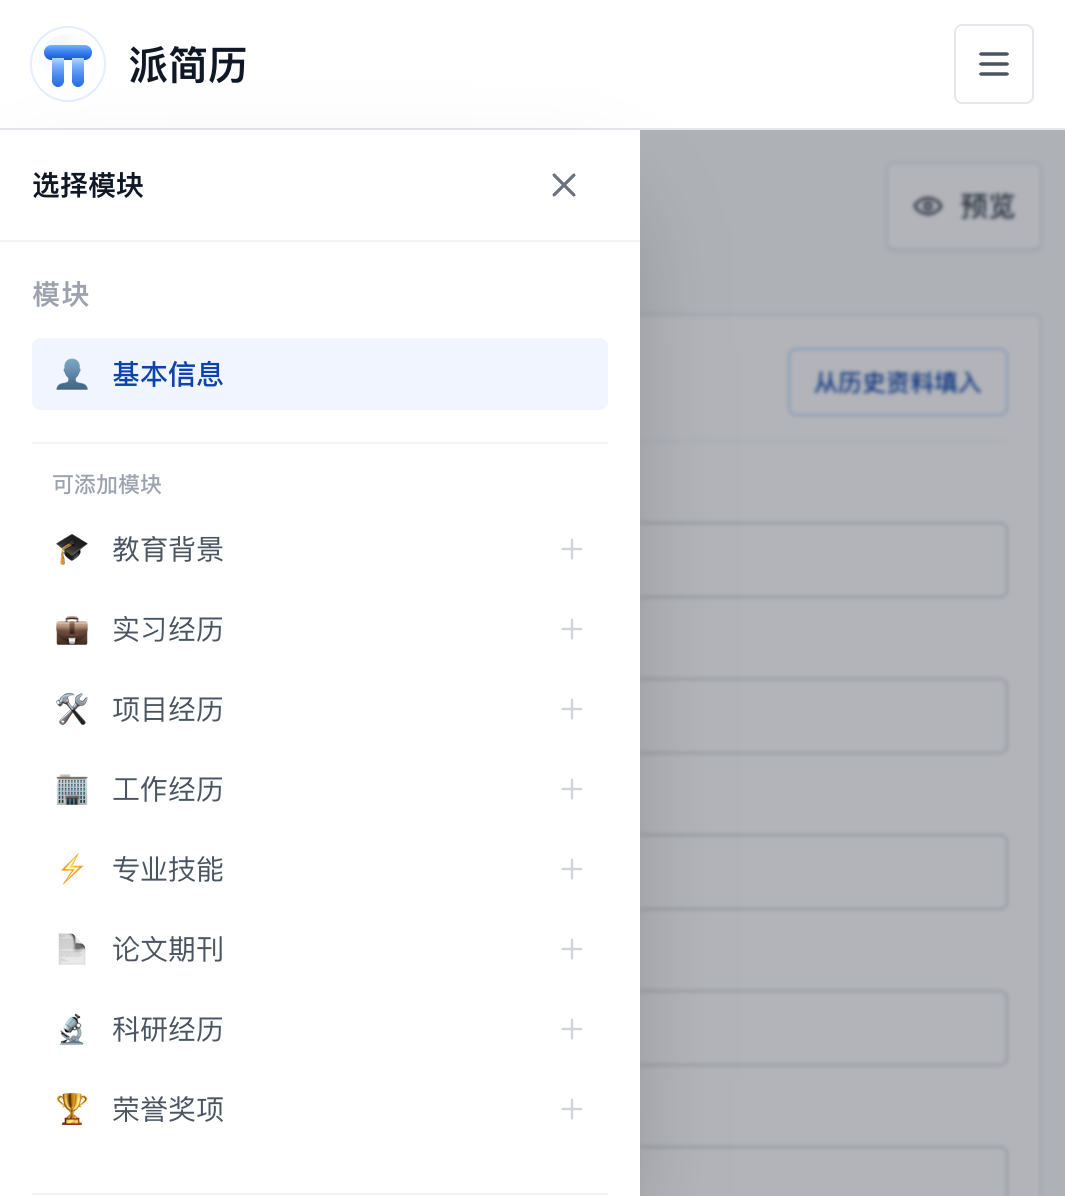 派简历
选择模块
预览
模块
基本信息
从历史资料填入
可添加模块
教育背景
实习经历
项目经历
工作经历
专业技能
论文期刊
科研经历
荣誉奖项